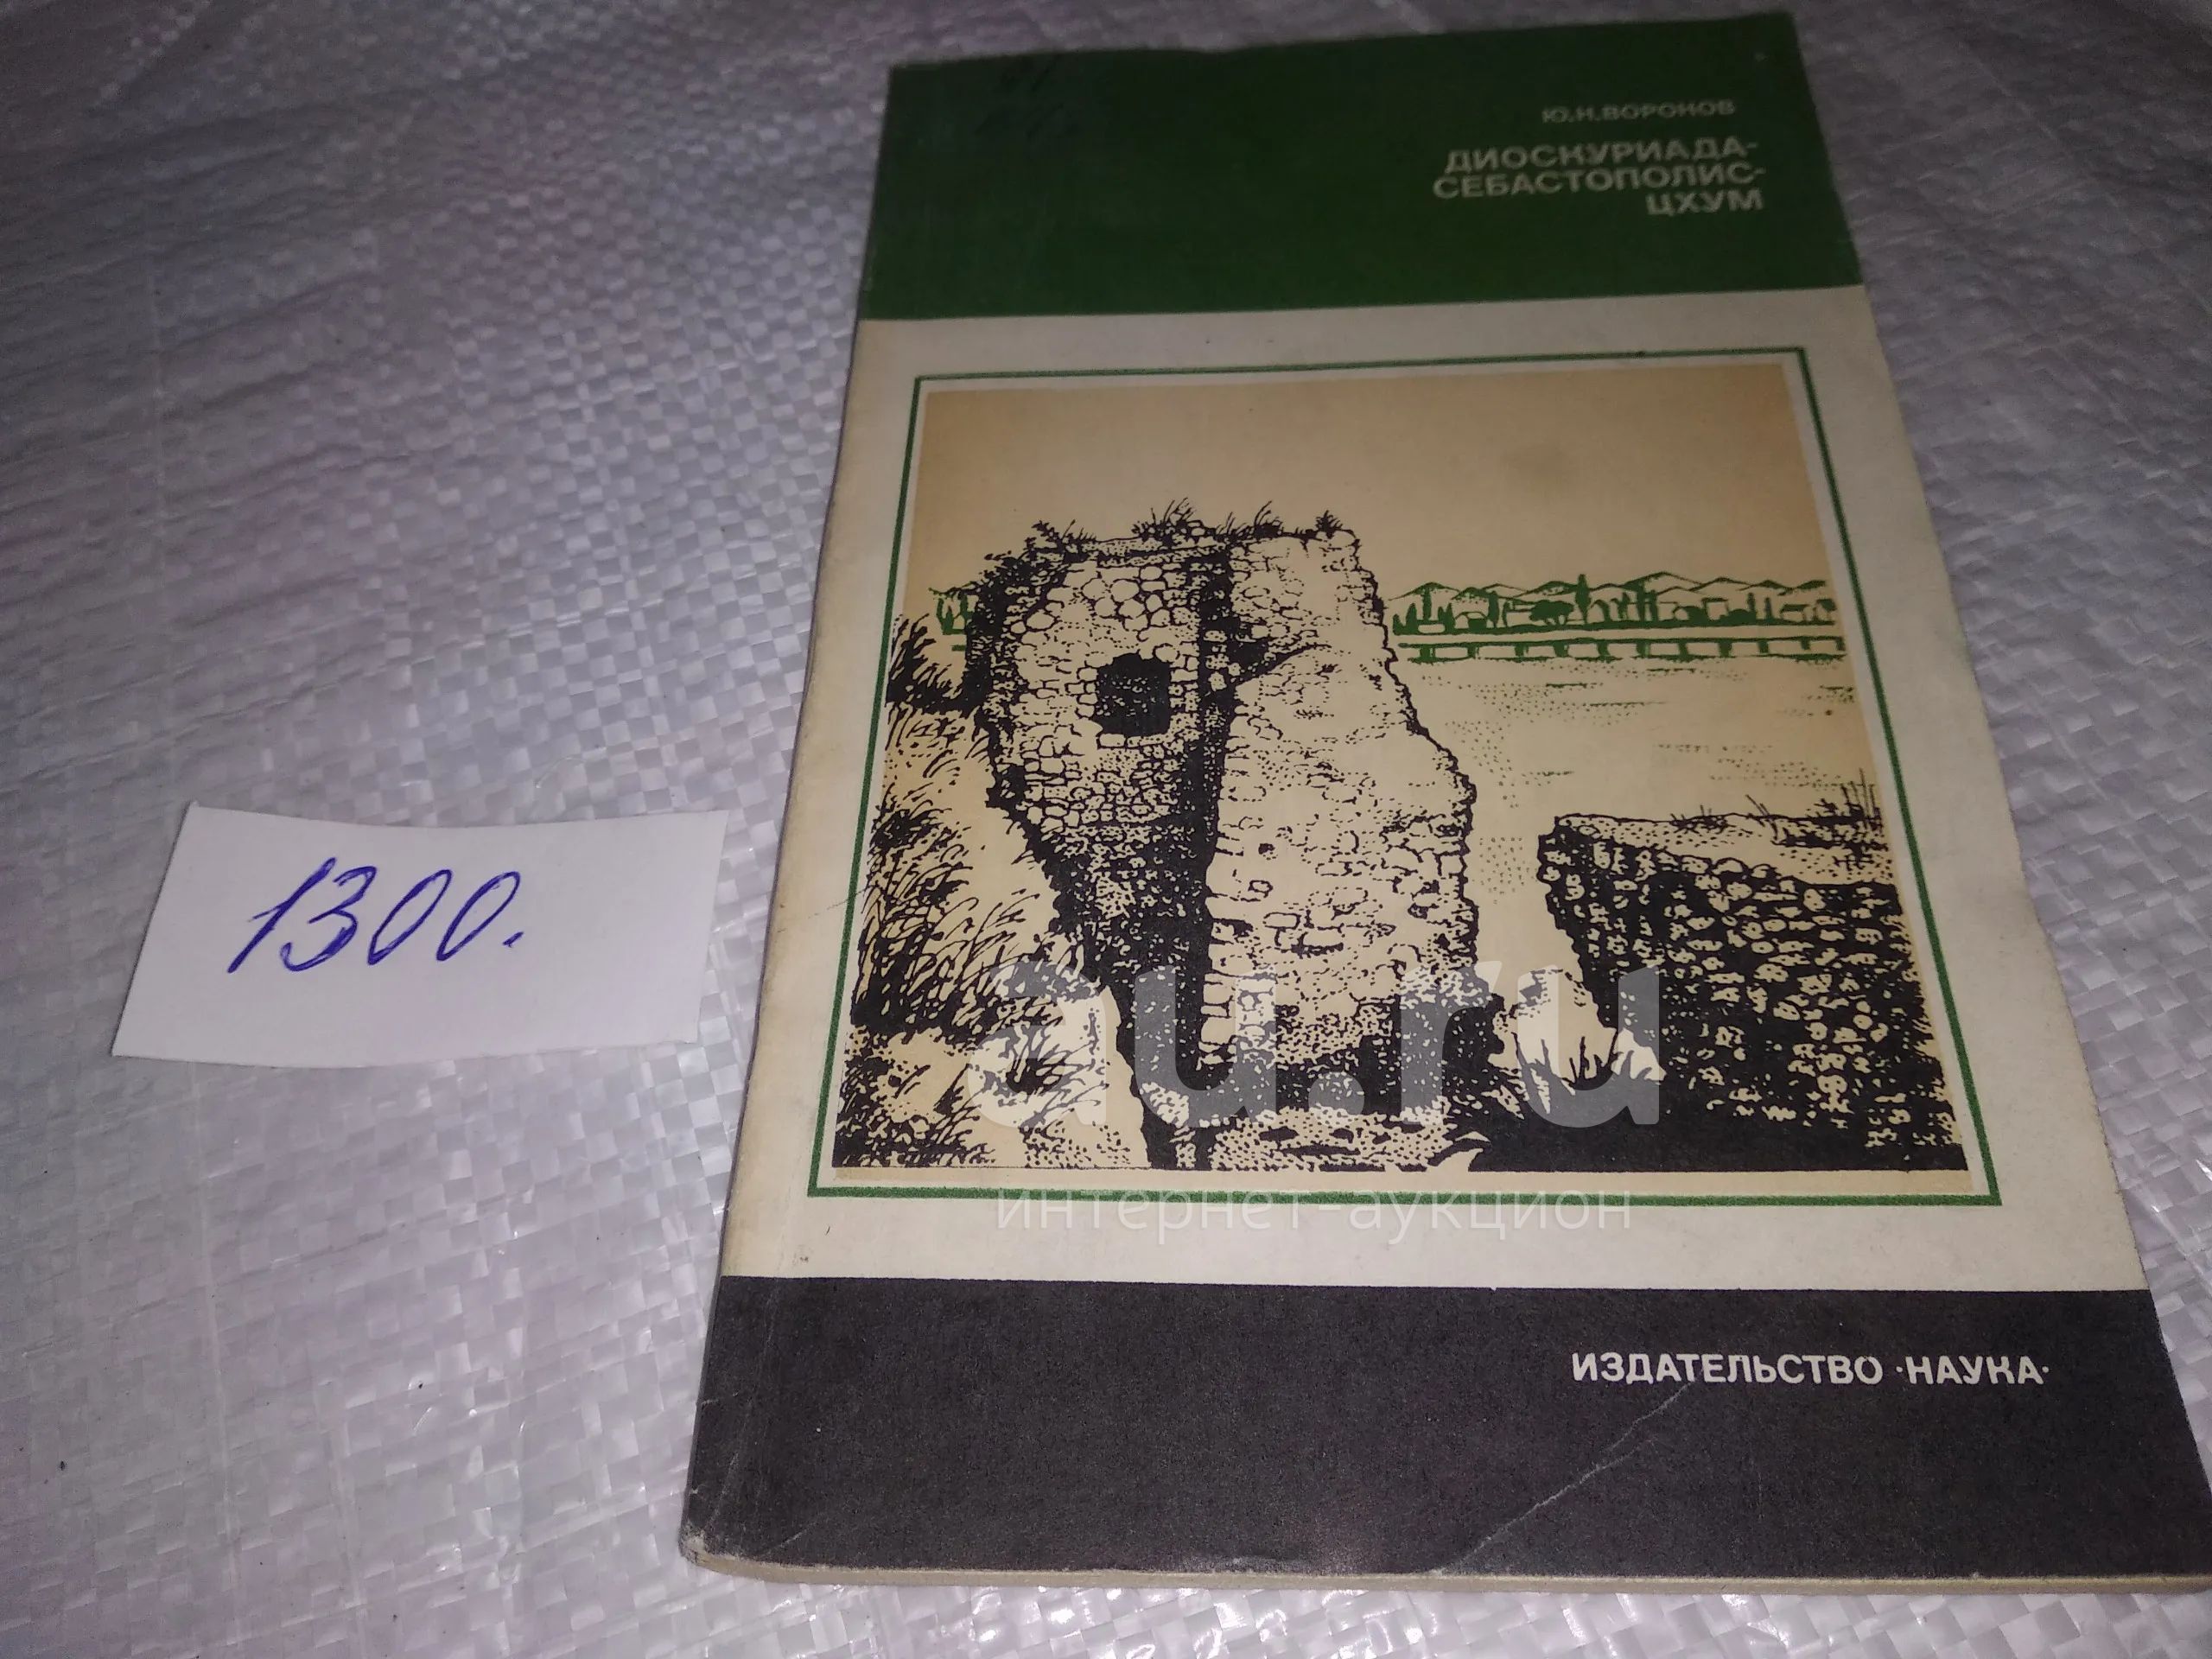 Ю.Н.ВОРОНОВ
ДИОСКУРИАДА-
СЕБАСТОПОЛИС-
ЦХУМ
1300.
au.ru
интернет-аукцион
ИЗДАТЕЛЬСТВО ·НАУКА·